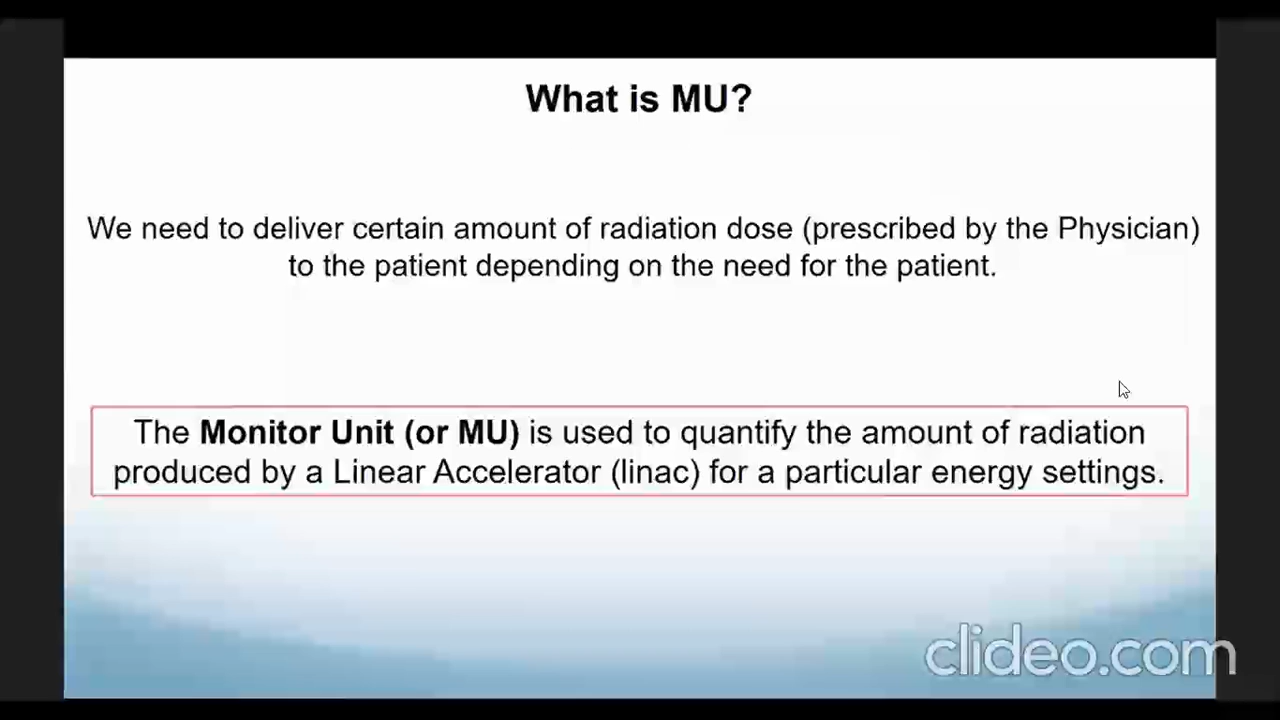 What is MU?
We need to deliver certain amount of radiation dose (prescribed by the Physician)
to the patient depending on the need for the patient.
The Monitor Unit (or MU) is used to quantify the amount of radiation
produced by a Linear Accelerator (linac) for a particular energy settings.
clideo.com